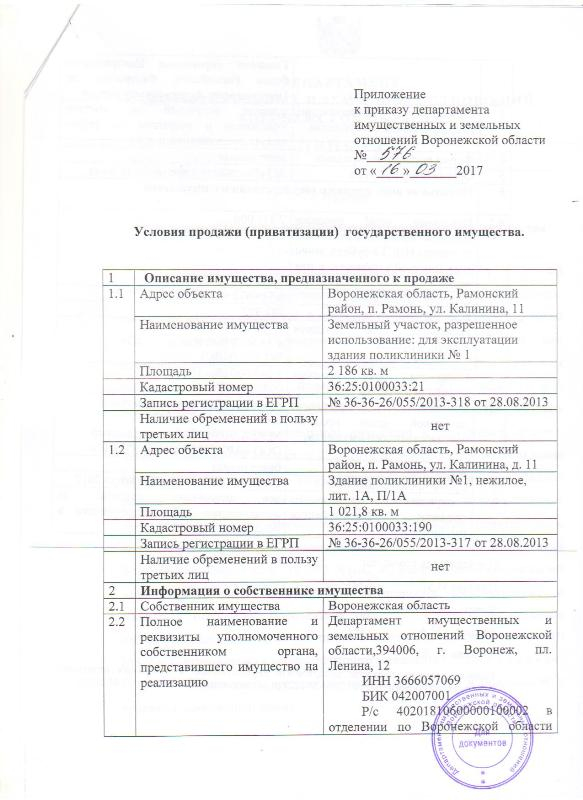 Приложение
к приказу департамента
имущественных и земельных
отношений Воронежской области
№ 576
от «16» 03 2017
Условия продажи (приватизации) государственного имущества.
1 Описание имущества, предназначенного к продаже
1.1 Адрес объекта Воронежская область, Рамонский
район, п. Рамонь, ул. Калинина, 11
Наименование имущества Земельный участок, разрешенное
использование: для эксплуатации
здания поликлиники № 1
Площадь 2 186 кв. м
Кадастровый номер 36:25:0100033:21
Запись регистрации в ЕГРП № 36-36-26/055/2013-318 от 28.08.2013
Наличие обременений в пользу
третьих лиц нет
1.2 Адрес объекта Воронежская область, Рамонский
район, п. Рамонь, ул. Калинина, д. 11
Наименование имущества Здание поликлиники №1, нежилое,
лит. 1А, П/1А
Площадь 1 021,8 кв. м
Кадастровый номер 36:25:0100033:190
Запись регистрации в ЕГРП № 36-36-26/055/2013-317 от 28.08.2013
Наличие обременений в пользу
третьих лиц нет
2 Информация о собственнике имущества
2.1 Собственник имущества Воронежская область
2.2 Полное наименование и Департамент имущественных и
реквизиты уполномоченного земельных отношений Воронежской
собственником органа, области,394006, г. Воронеж, пл.
представившего имущество на Ленина, 12
реализацию ИНН 3666057069
БИК 042007001
Р/с 40201810600000100002 в
отделении по Воронежской области
Для
документов